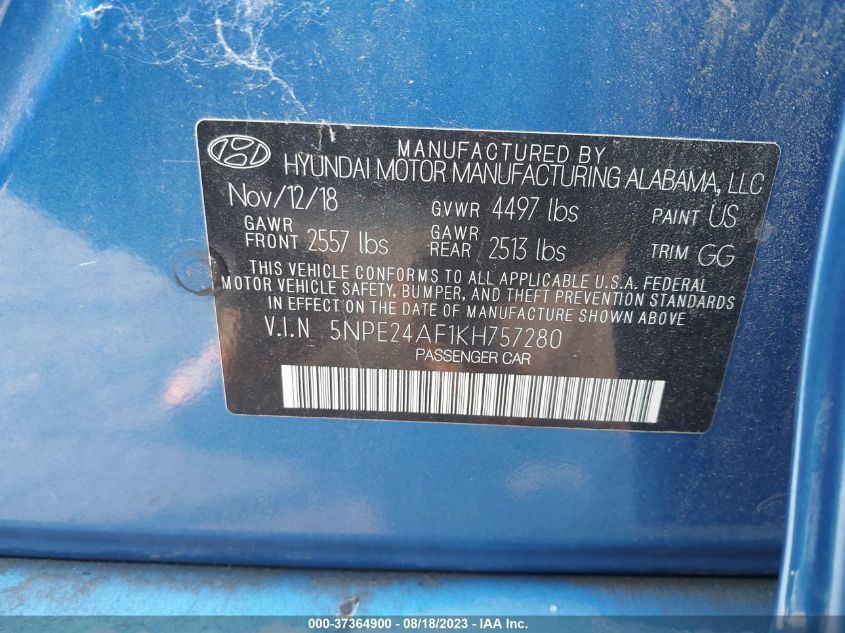 MANUFACTURED BY
HYUNDAI MOTOR MANUFACTURING ALABAMA, LLC
Nov/12/18 GVWR 4497 lbs PAINT US
GAWR FRONT 2557 lbs GAWR REAR 2513 lbs TRIM GG
THIS VEHICLE CONFORMS TO ALL APPLICABLE U.S.A. FEDERAL
MOTOR VEHICLE SAFETY, BUMPER, AND THEFT PREVENTION STANDARDS
IN EFFECT ON THE DATE OF MANUFACTURE SHOWN ABOVE.
V.I.N 5NPE24AF1KH757280
PASSENGER CAR
000-37364900 - 08/18/2023 - IAA Inc.